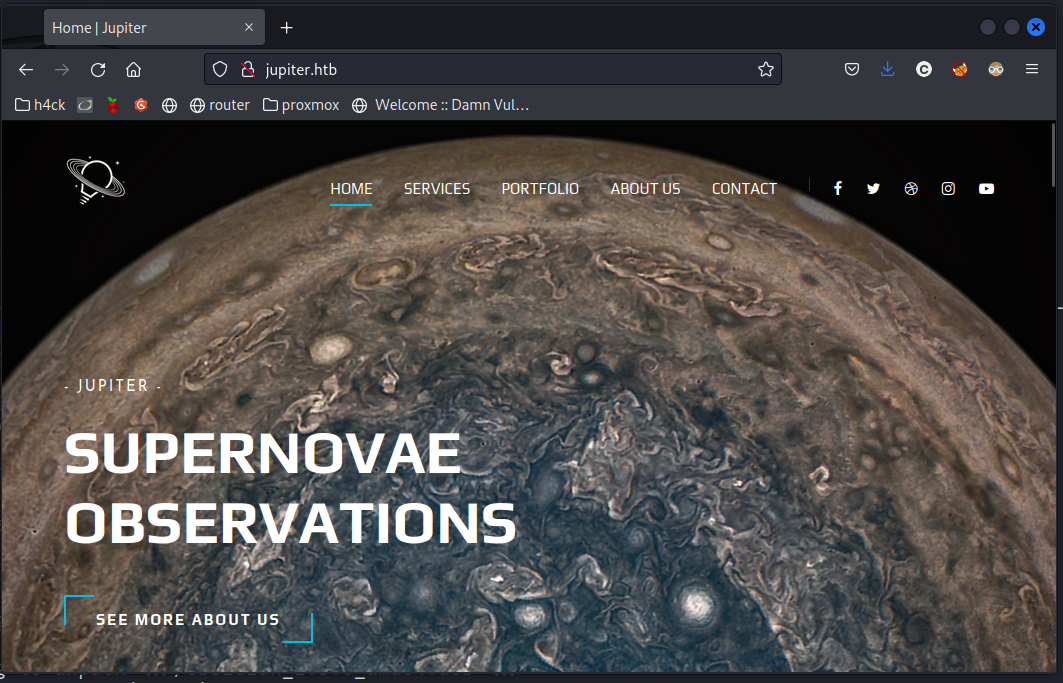 Home | Jupiter
jupiter.htb
h4ck router proxmox Welcome :: Damn Vul…
HOME SERVICES PORTFOLIO ABOUT US CONTACT
- JUPITER -
SUPERNOVAE
OBSERVATIONS
SEE MORE ABOUT US